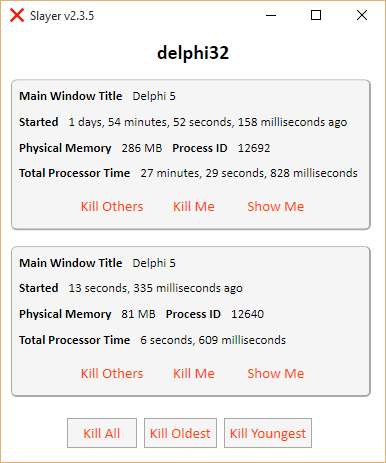 Slayer v2.3.5
delphi32
Main Window Title Delphi 5
Started 1 days, 54 minutes, 52 seconds, 158 milliseconds ago
Physical Memory 286 MB Process ID 12692
Total Processor Time 27 minutes, 29 seconds, 828 milliseconds
Kill Others Kill Me Show Me
Main Window Title Delphi 5
Started 13 seconds, 335 milliseconds ago
Physical Memory 81 MB Process ID 12640
Total Processor Time 6 seconds, 609 milliseconds
Kill Others Kill Me Show Me
Kill All Kill Oldest Kill Youngest